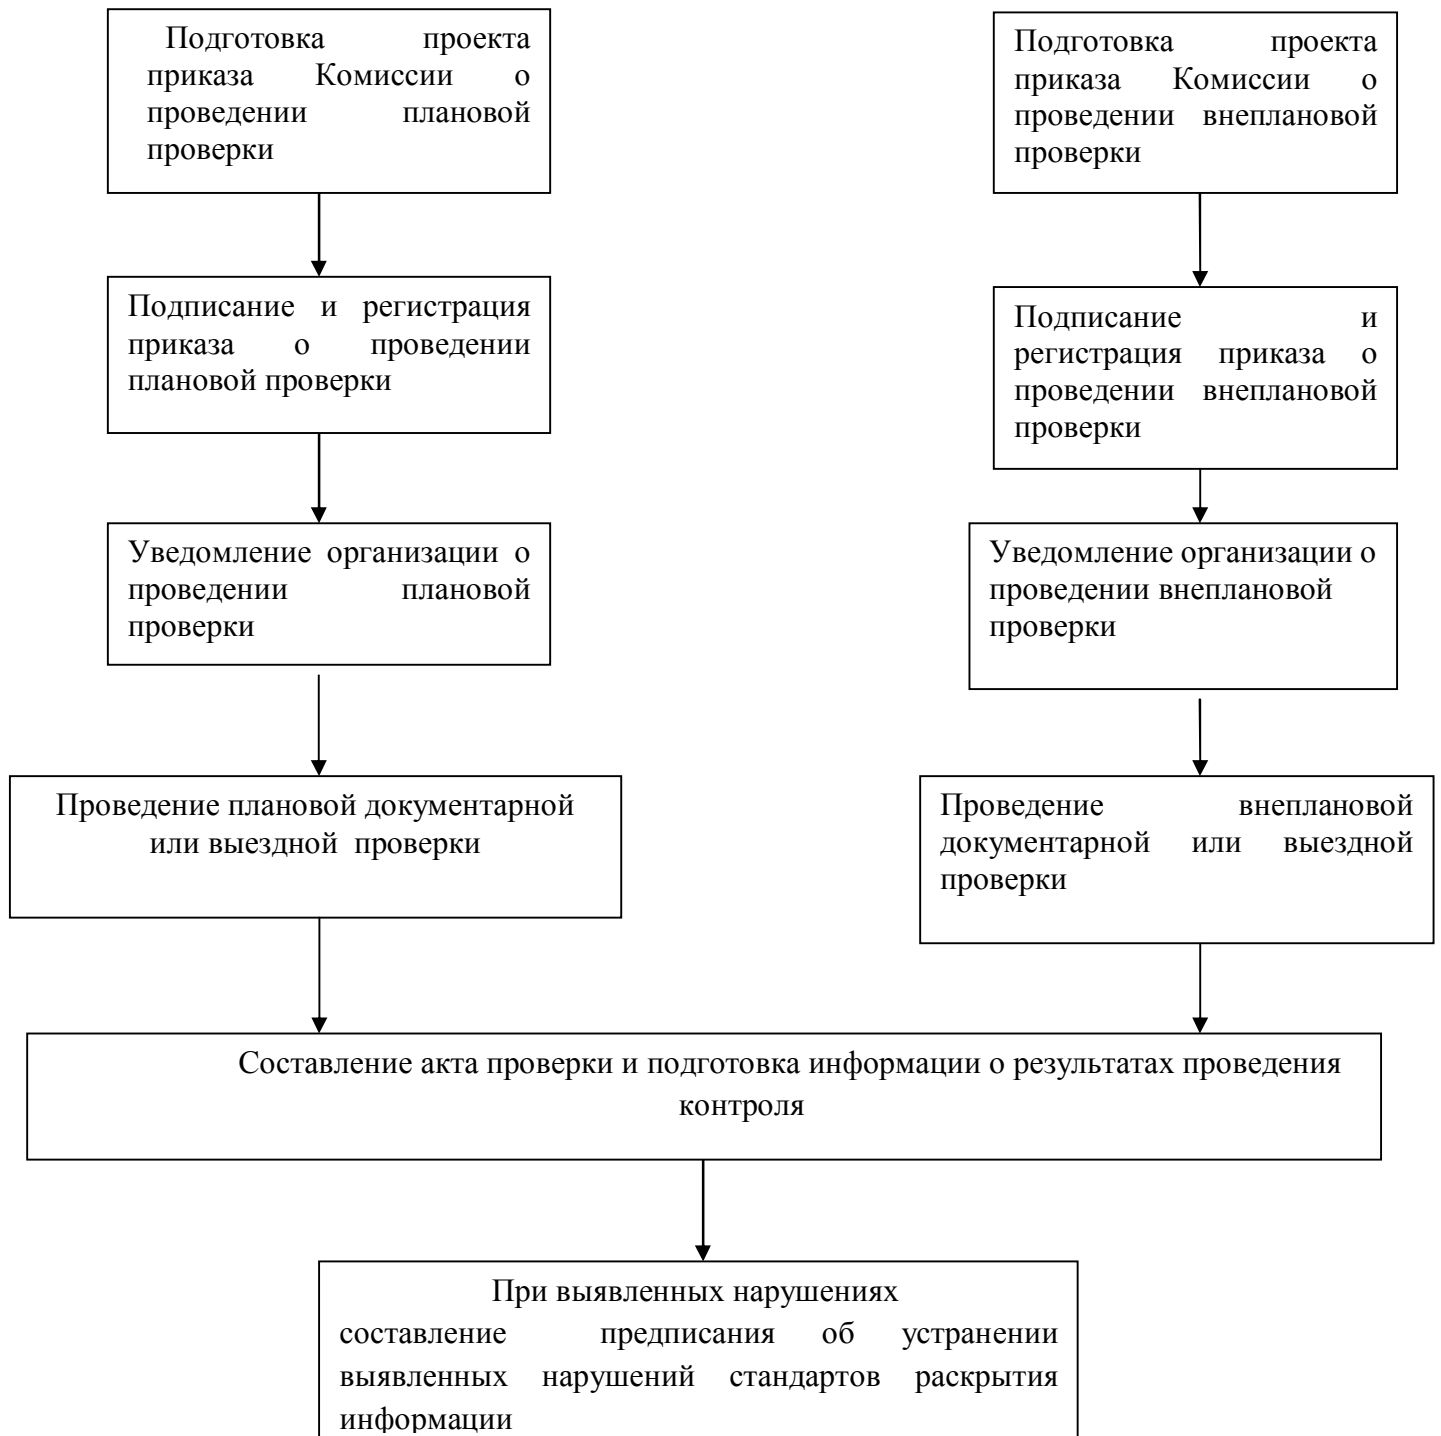 Подготовка проекта
приказа Комиссии о
проведении плановой
проверки
Подготовка проекта
приказа Комиссии о
проведении внеплановой
проверки
Подписание и регистрация
приказа о проведении
плановой проверки
Подписание и
регистрация приказа о
проведении внеплановой
проверки
Уведомление организации о
проведении плановой
проверки
Уведомление организации о
проведении внеплановой
проверки
Проведение плановой документарной
или выездной проверки
Проведение внеплановой
документарной или выездной
проверки
Составление акта проверки и подготовка информации о результатах проведения
контроля
При выявленных нарушениях
составление предписания об устранении
выявленных нарушений стандартов раскрытия
информации